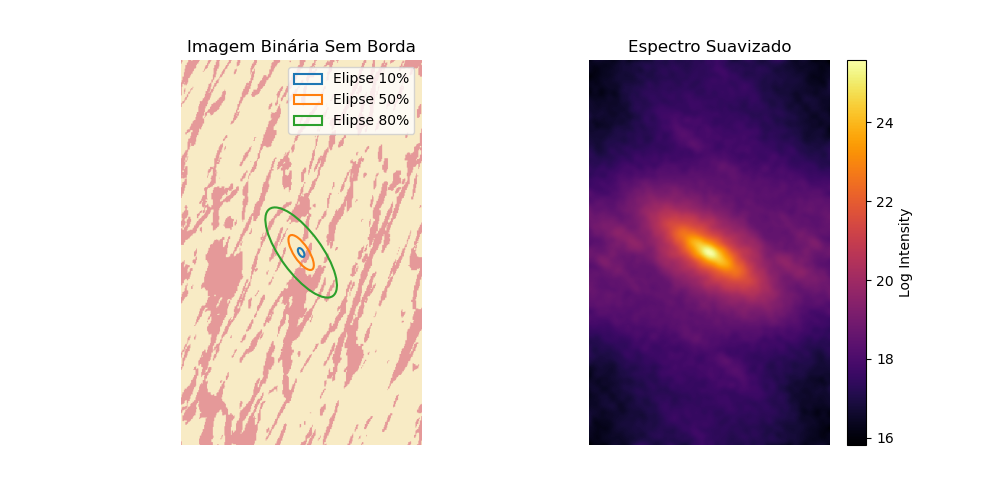 Imagem Binária Sem Borda
Elipse 10%
Elipse 50%
Elipse 80%
Espectro Suavizado
24
22
20
18
16
Log Intensity